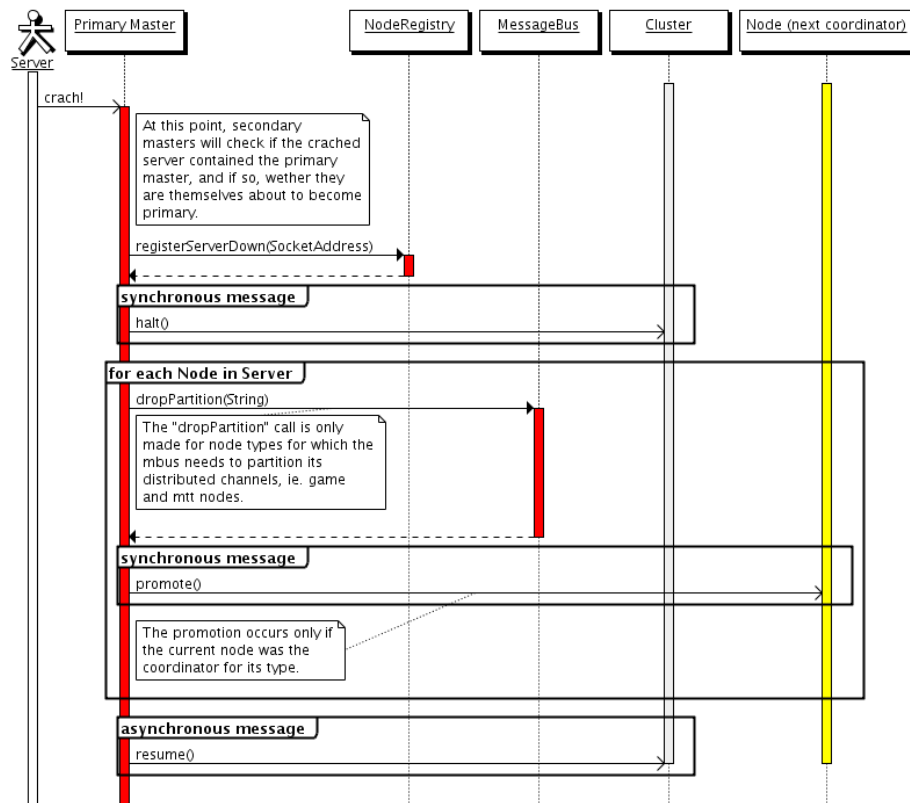 Primary Master
NodeRegistry
MessageBus
Cluster
Node (next coordinator)
Server
crach!
At this point, secondary
masters will check if the crached
server contained the primary
master, and if so, wether they
are themselves about to become
primary.
registerServerDown(SocketAddress)
synchronous message
halt()
for each Node in Server
dropPartition(String)
The "dropPartition" call is only
made for node types for which the
mbus needs to partition its
distributed channels, ie. game
and mtt nodes.
synchronous message
promote()
The promotion occurs only if
the current node was the
coordinator for its type.
asynchronous message
resume()